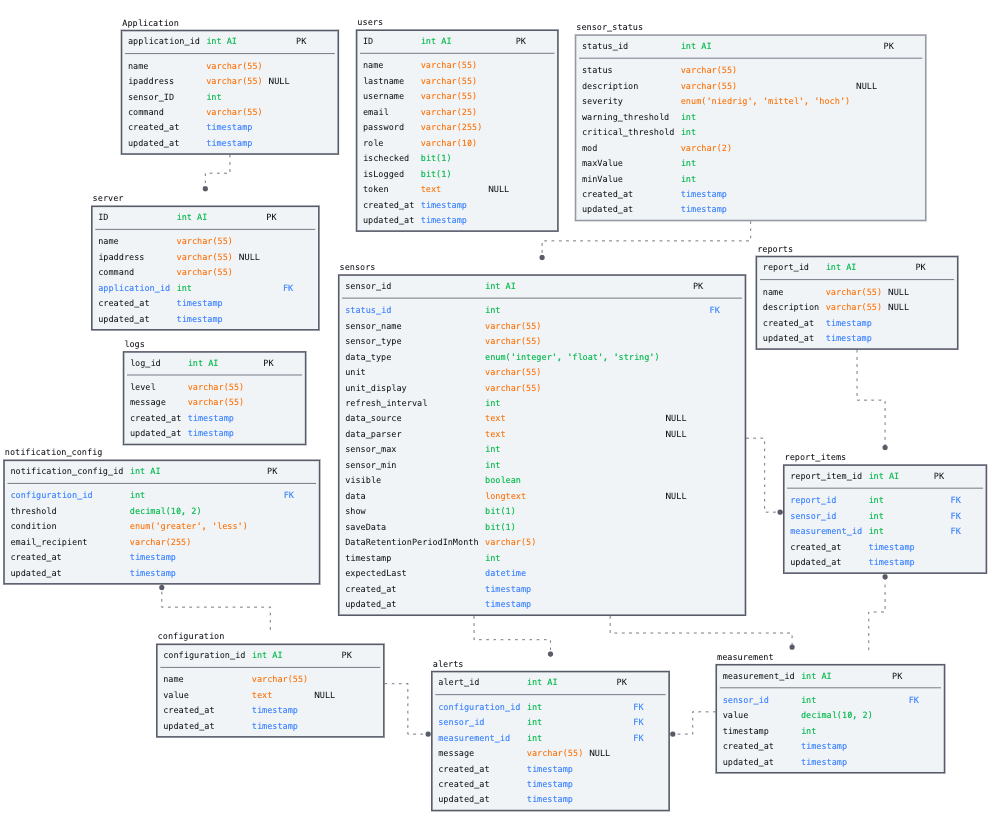 Application
application_id int AI PK
name varchar(55)
ipaddress varchar(55) NULL
sensor_ID int
command varchar(55)
created_at timestamp
updated_at timestamp
users
ID int AI PK
name varchar(55)
lastname varchar(55)
username varchar(55)
email varchar(25)
password varchar(255)
role varchar(10)
ischecked bit(1)
isLogged bit(1)
token text NULL
created_at timestamp
updated_at timestamp
sensor_status
status_id int AI PK
status varchar(55)
description varchar(55) NULL
severity enum('niedrig', 'mittel', 'hoch')
warning_threshold int
critical_threshold int
mod varchar(2)
maxValue int
minValue int
created_at timestamp
updated_at timestamp
server
ID int AI PK
name varchar(55)
ipaddress varchar(55) NULL
command varchar(55)
application_id int FK
created_at timestamp
updated_at timestamp
sensors
sensor_id int AI PK
status_id int FK
sensor_name varchar(55)
sensor_type varchar(55)
data_type enum('integer', 'float', 'string')
unit varchar(55)
unit_display varchar(55)
refresh_interval int
data_source text NULL
data_parser text NULL
sensor_max int
sensor_min int
visible boolean
data longtext NULL
show bit(1)
saveData bit(1)
DataRetentionPeriodInMonth varchar(5)
timestamp int
expectedLast datetime
created_at timestamp
updated_at timestamp
reports
report_id int AI PK
name varchar(55) NULL
description varchar(55) NULL
created_at timestamp
updated_at timestamp
logs
log_id int AI PK
level varchar(55)
message varchar(55)
created_at timestamp
updated_at timestamp
notification_config
notification_config_id int AI PK
configuration_id int FK
threshold decimal(10, 2)
condition enum('greater', 'less')
email_recipient varchar(255)
created_at timestamp
updated_at timestamp
report_items
report_item_id int AI PK
report_id int FK
sensor_id int FK
measurement_id int FK
created_at timestamp
updated_at timestamp
configuration
configuration_id int AI PK
name varchar(55)
value text NULL
created_at timestamp
updated_at timestamp
alerts
alert_id int AI PK
configuration_id int FK
sensor_id int FK
measurement_id int FK
message varchar(55) NULL
created_at timestamp
created_at timestamp
updated_at timestamp
measurement
measurement_id int AI PK
sensor_id int FK
value decimal(10, 2)
timestamp int
created_at timestamp
updated_at timestamp